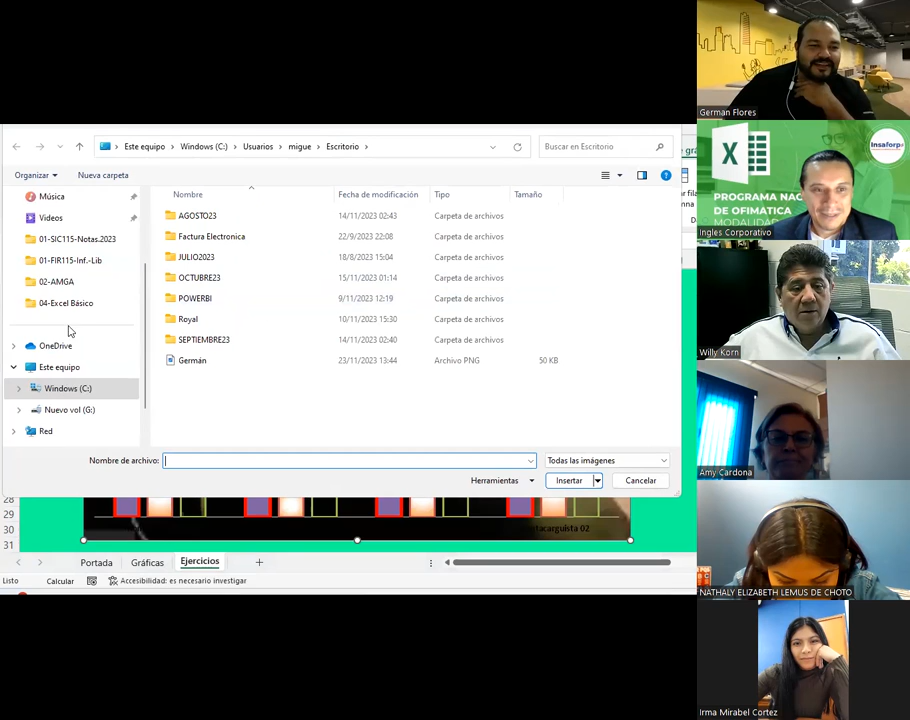 Este equipo > Windows (C:) > Usuarios > migue > Escritorio >
Buscar en Escritorio
Organizar
Nueva carpeta
Música
Videos
01-SIC115-Notas.2023
01-FIR115-Inf.-Lib
02-AMGA
04-Excel Básico
OneDrive
Este equipo
Windows (C:)
Nuevo vol (G:)
Red
Nombre Fecha de modificación Tipo Tamaño
AGOSTO23 14/11/2023 02:43 Carpeta de archivos
Factura Electronica 22/9/2023 22:08 Carpeta de archivos
JULIO2023 18/8/2023 15:04 Carpeta de archivos
OCTUBRE23 15/11/2023 01:14 Carpeta de archivos
POWERBI 9/11/2023 12:19 Carpeta de archivos
Royal 10/11/2023 15:30 Carpeta de archivos
SEPTIEMBRE23 14/11/2023 02:40 Carpeta de archivos
Germán 23/11/2023 13:44 Archivo PNG 50 KB
Nombre de archivo:
Todas las imágenes
Herramientas
Insertar
Cancelar
28
29
30
31
stacarguista 02
Portada
Gráficas
Ejercicios
Listo
Calcular
Accesibilidad: es necesario investigar
German Flores
Insaforp
PROGRAMA NAC
DE OFIMATICA
MODALIDA
Ingles Corporativo
Willy Korn
Amy Cardona
NATHALY ELIZABETH LEMUS DE CHOTO
Irma Mirabel Cortez